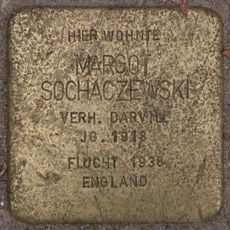 HIER WOHNTE
MARGOT
SOCHACZEWSKI
VERH. DARVILL
JG. 1918
FLUCHT 1938
ENGLAND